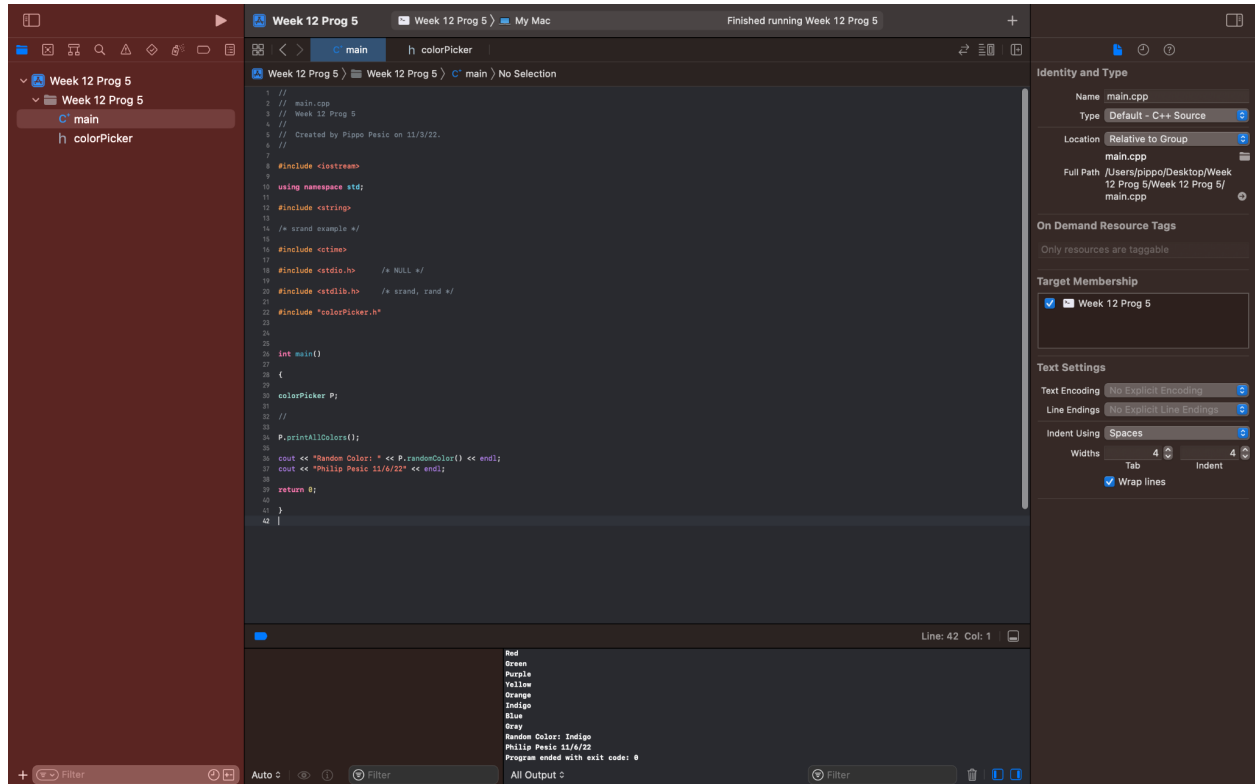 Week 12 Prog 5
Week 12 Prog 5 〉 My Mac
Finished running Week 12 Prog 5
main
colorPicker
Week 12 Prog 5
Week 12 Prog 5
main
colorPicker
Week 12 Prog 5 〉 Week 12 Prog 5 〉 main 〉 No Selection
1 //
2 //  main.cpp
3 //  Week 12 Prog 5
4 //
5 //  Created by Pippo Pesic on 11/3/22.
6 //
7
8 #include <iostream>
9
10 using namespace std;
11
12 #include <string>
13
14 /* srand example */
15
16 #include <ctime>
17
18 #include <stdio.h>      /* NULL */
19
20 #include <stdlib.h>     /* srand, rand */
21
22 #include "colorPicker.h"
23
24
25
26 int main()
27
28 {
29
30 colorPicker P;
31
32 //
33
34 P.printAllColors();
35
36 cout << "Random Color: " << P.randomColor() << endl;
37 cout << "Philip Pesic 11/6/22" << endl;
38
39 return 0;
40
41 }
42
Line: 42 Col: 1
Red
Green
Purple
Yellow
Orange
Indigo
Blue
Gray
Random Color: Indigo
Philip Pesic 11/6/22
Program ended with exit code: 0
Filter
Auto
Filter
All Output
Filter
Identity and Type
Name main.cpp
Type Default - C++ Source
Location Relative to Group
main.cpp
Full Path /Users/pippo/Desktop/Week
12 Prog 5/Week 12 Prog 5/
main.cpp
On Demand Resource Tags
Only resources are taggable
Target Membership
Week 12 Prog 5
Text Settings
Text Encoding No Explicit Encoding
Line Endings No Explicit Line Endings
Indent Using Spaces
Widths 4 4
Tab Indent
Wrap lines